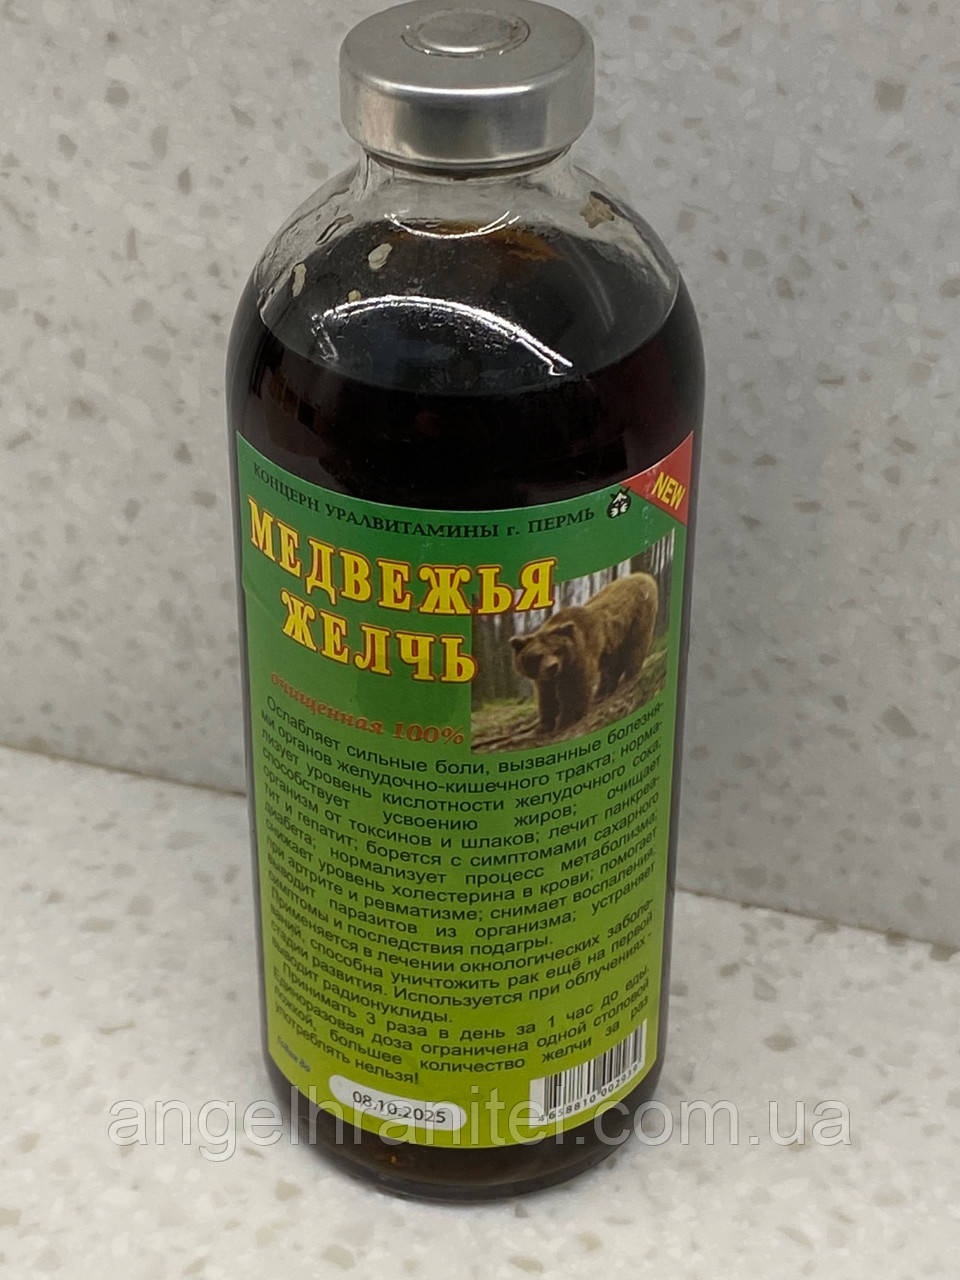 КОНЦЕРН УРАЛВИТАМИНЫ г. ПЕРМЬ
NEW
МЕДВЕЖЬЯ
ЖЕЛЧЬ
очищенная 100%
Ослабляет сильные боли, вызванные болезня-
ми органов желудочно-кишечного тракта; норма-
лизует уровень кислотности желудочного сока;
способствует усвоению жиров; очищает
организм от токсинов и шлаков; лечит панкреа-
тит и гепатит; борется с симптомами сахарного
диабета; нормализует процесс метаболизма;
снижает уровень холестерина в крови; помогает
при артрите и ревматизме; снимает воспаления;
выводит паразитов из организма; устраняет
симптомы и последствия подагры.
Применяется в лечении окнологических заболе-
ваний, способна уничтожить рак ещё на первой
стадии развития. Используется при облучениях -
выводит радионуклиды.
Принимать 3 раза в день за 1 час до еды.
Единоразовая доза ограничена одной столовой
ложкой, большее количество желчи за раз
употреблять нельзя!
Годен до
08.10.2025
angelhranitel.com.ua